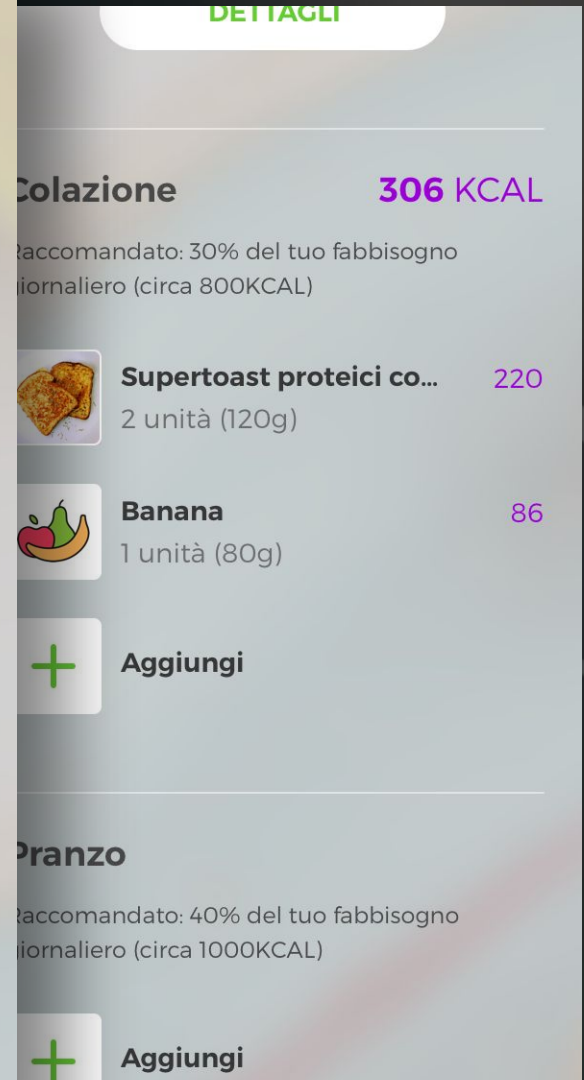 DETTAGLI
Colazione 306 KCAL
Raccomandato: 30% del tuo fabbisogno
giornaliero (circa 800KCAL)
Supertoast proteici co... 220
2 unità (120g)
Banana 86
1 unità (80g)
Aggiungi
Pranzo
Raccomandato: 40% del tuo fabbisogno
giornaliero (circa 1000KCAL)
Aggiungi